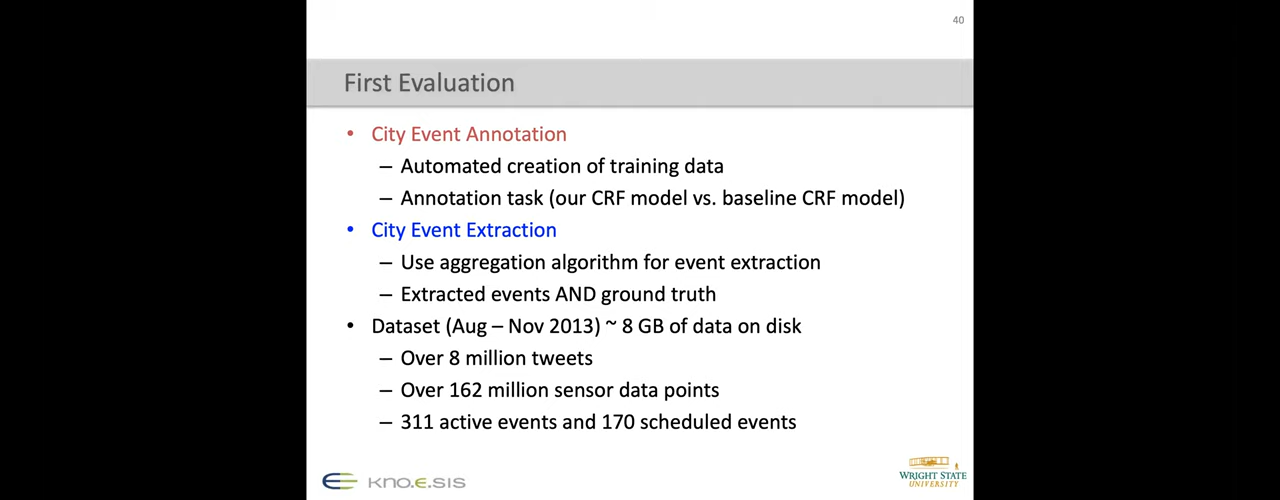 40
First Evaluation
• City Event Annotation
– Automated creation of training data
– Annotation task (our CRF model vs. baseline CRF model)
• City Event Extraction
– Use aggregation algorithm for event extraction
– Extracted events AND ground truth
• Dataset (Aug – Nov 2013) ~ 8 GB of data on disk
– Over 8 million tweets
– Over 162 million sensor data points
– 311 active events and 170 scheduled events
kno.e.sis
WRIGHT STATE
UNIVERSITY